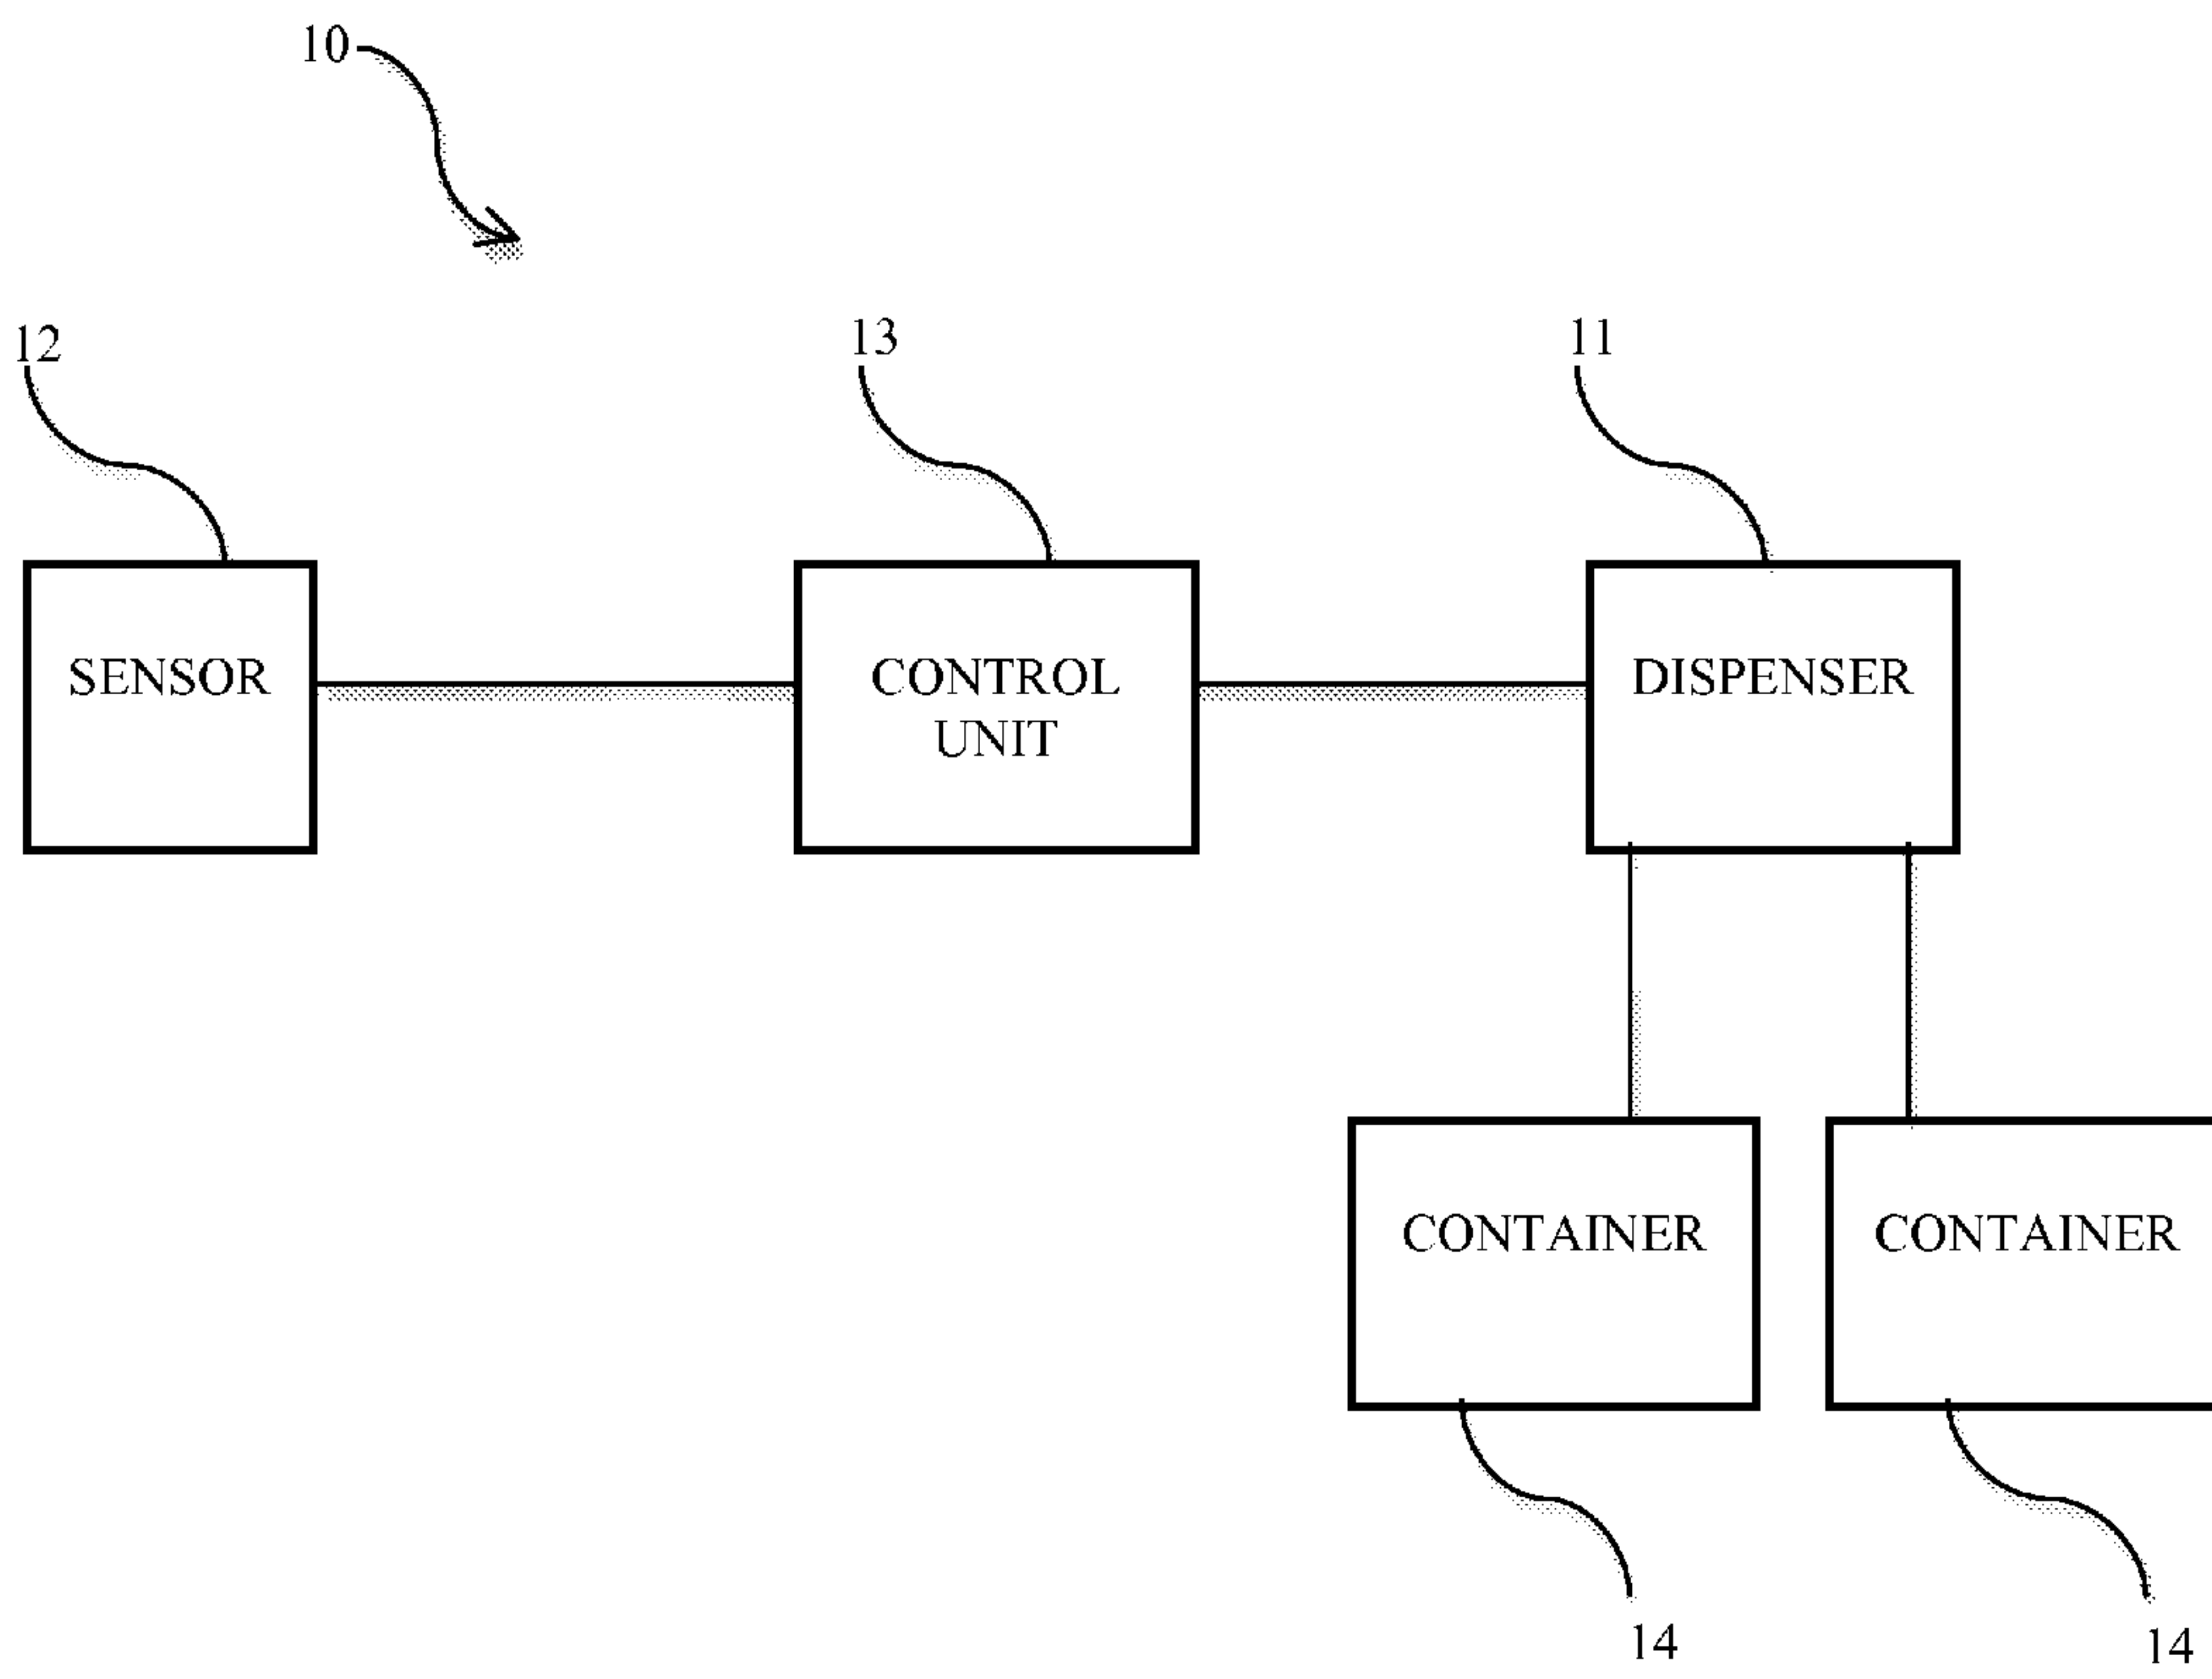 10
12
13
11
SENSOR
CONTROL
UNIT
DISPENSER
CONTAINER
CONTAINER
14
14